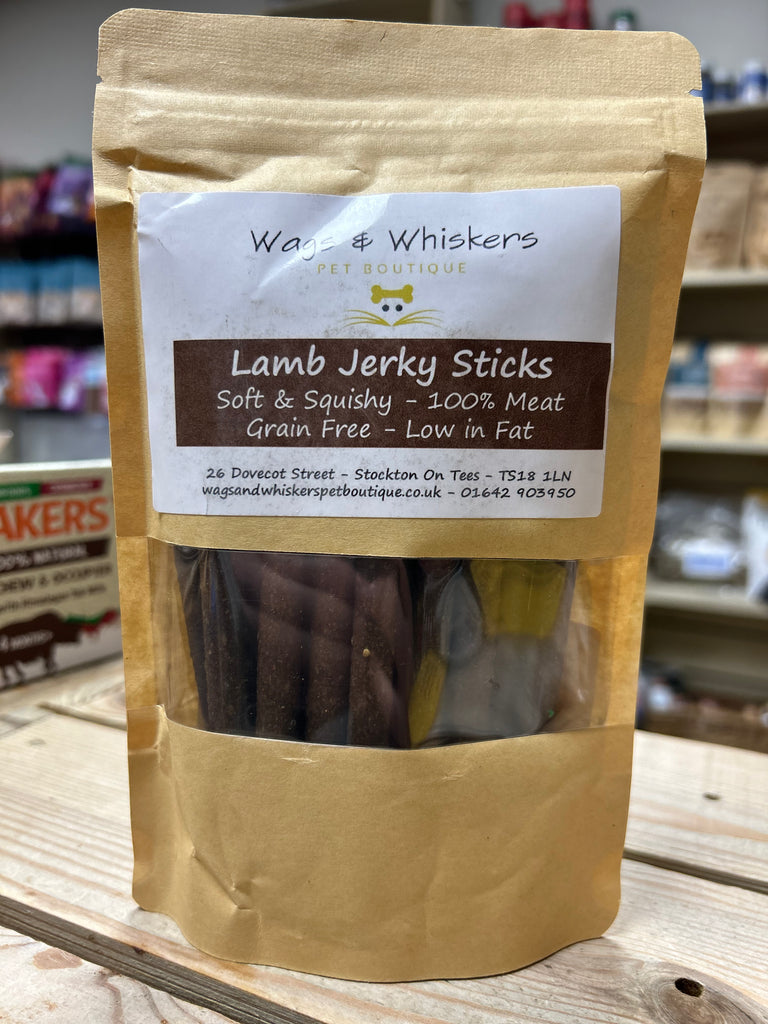 Wags & Whiskers
PET BOUTIQUE
Lamb Jerky Sticks
Soft & Squishy - 100% Meat
Grain Free - Low in Fat
26 Dovecot Street - Stockton On Tees - TS18 1LN
wagsandwhiskerspetboutique.co.uk - 01642 903950
AKERS
NATURAL